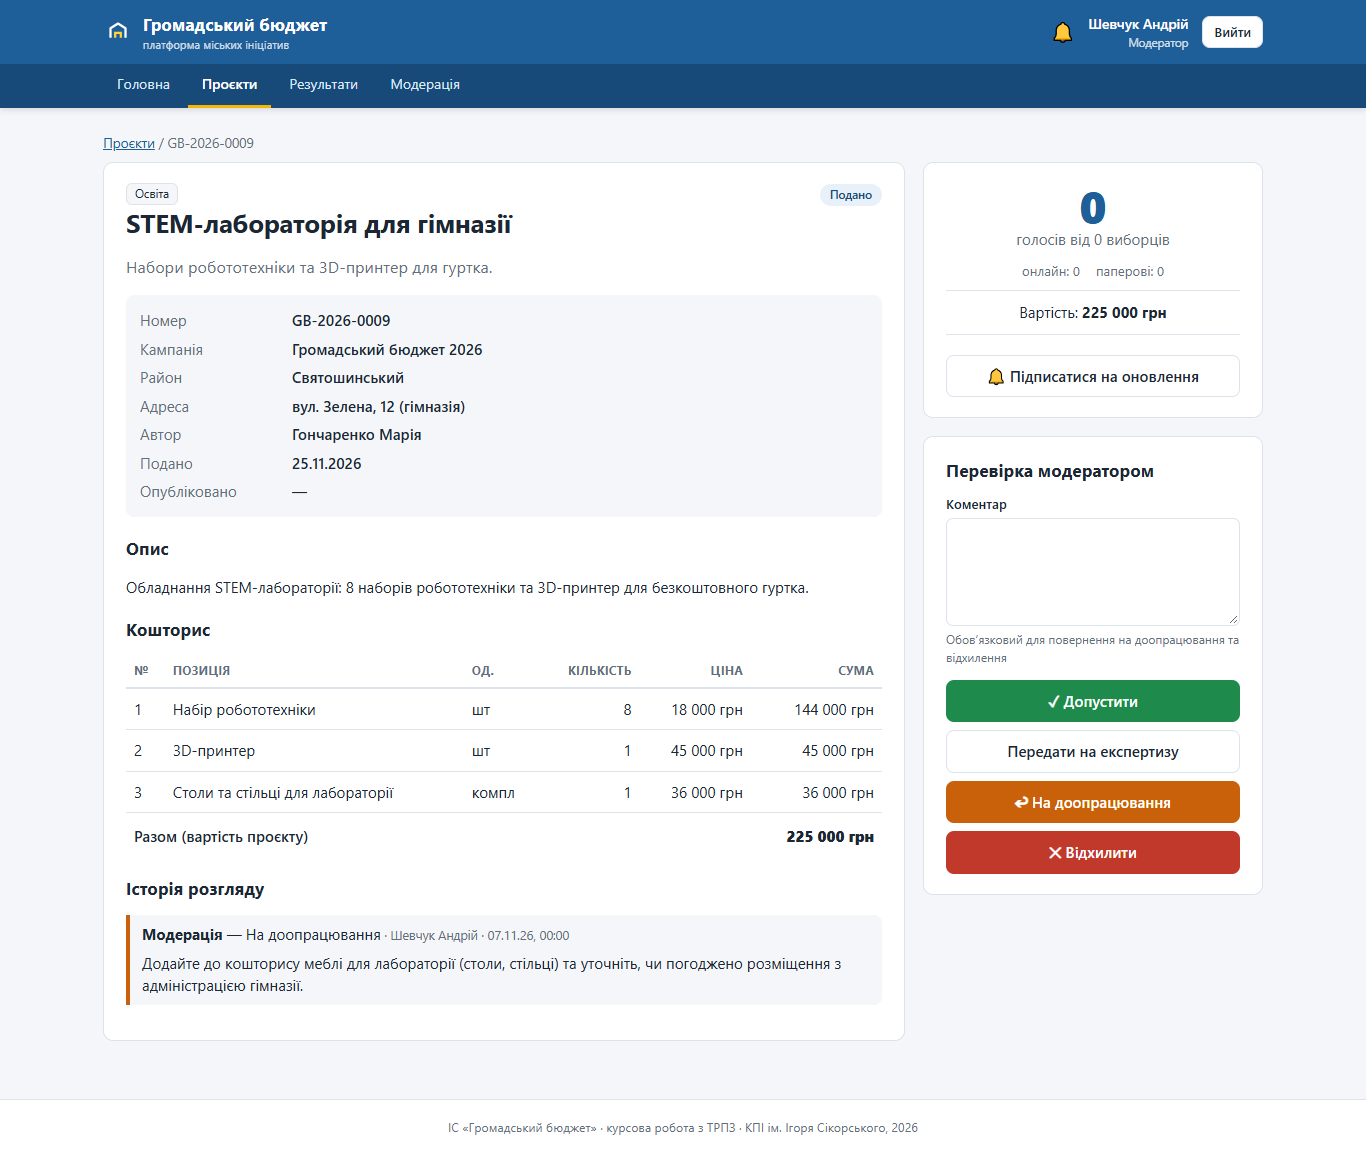 Громадський бюджет
платформа міських ініціатив
Шевчук Андрій
Модератор
Вийти
Головна
Проєкти
Результати
Модерація
Проєкти / GB-2026-0009
Освіта
Подано
STEM-лабораторія для гімназії
Набори робототехніки та 3D-принтер для гуртка.
Номер GB-2026-0009
Кампанія Громадський бюджет 2026
Район Святошинський
Адреса вул. Зелена, 12 (гімназія)
Автор Гончаренко Марія
Подано 25.11.2026
Опубліковано —
Опис
Обладнання STEM-лабораторії: 8 наборів робототехніки та 3D-принтер для безкоштовного гуртка.
Кошторис
№ ПОЗИЦІЯ ОД. КІЛЬКІСТЬ ЦІНА СУМА
1 Набір робототехніки шт 8 18 000 грн 144 000 грн
2 3D-принтер шт 1 45 000 грн 45 000 грн
3 Столи та стільці для лабораторії компл 1 36 000 грн 36 000 грн
Разом (вартість проєкту) 225 000 грн
Історія розгляду
Модерація — На доопрацювання · Шевчук Андрій · 07.11.26, 00:00
Додайте до кошторису меблі для лабораторії (столи, стільці) та уточніть, чи погоджено розміщення з
адміністрацією гімназії.
0
голосів від 0 виборців
онлайн: 0 паперові: 0
Вартість: 225 000 грн
Підписатися на оновлення
Перевірка модератором
Коментар
Обов’язковий для повернення на доопрацювання та
відхилення
✓ Допустити
Передати на експертизу
↩ На доопрацювання
✕ Відхилити
ІС «Громадський бюджет» · курсова робота з ТРПЗ · КПІ ім. Ігоря Сікорського, 2026